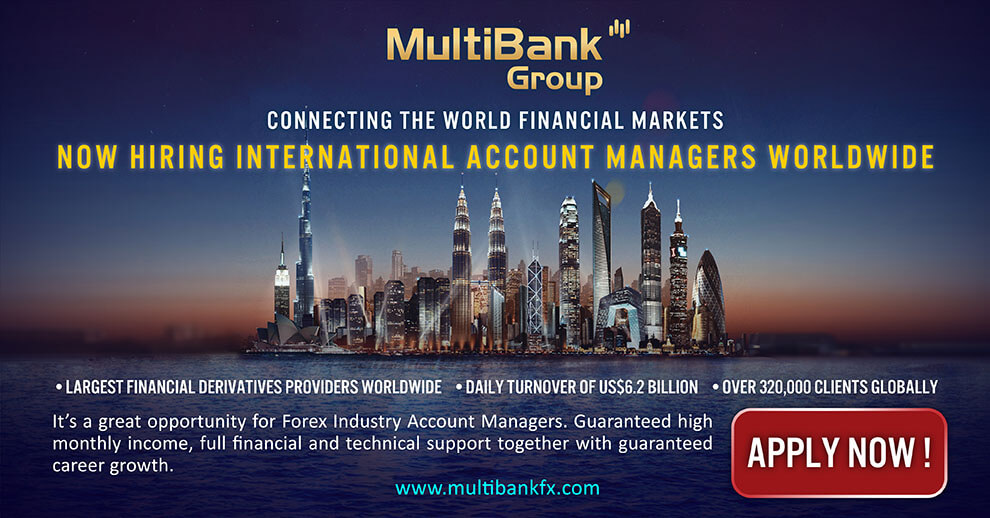 MultiBank
Group
CONNECTING THE WORLD FINANCIAL MARKETS
NOW HIRING INTERNATIONAL ACCOUNT MANAGERS WORLDWIDE
• LARGEST FINANCIAL DERIVATIVES PROVIDERS WORLDWIDE • DAILY TURNOVER OF US$6.2 BILLION • OVER 320,000 CLIENTS GLOBALLY
It's a great opportunity for Forex Industry Account Managers. Guaranteed high
monthly income, full financial and technical support together with guaranteed
career growth.
APPLY NOW !
www.multibankfx.com